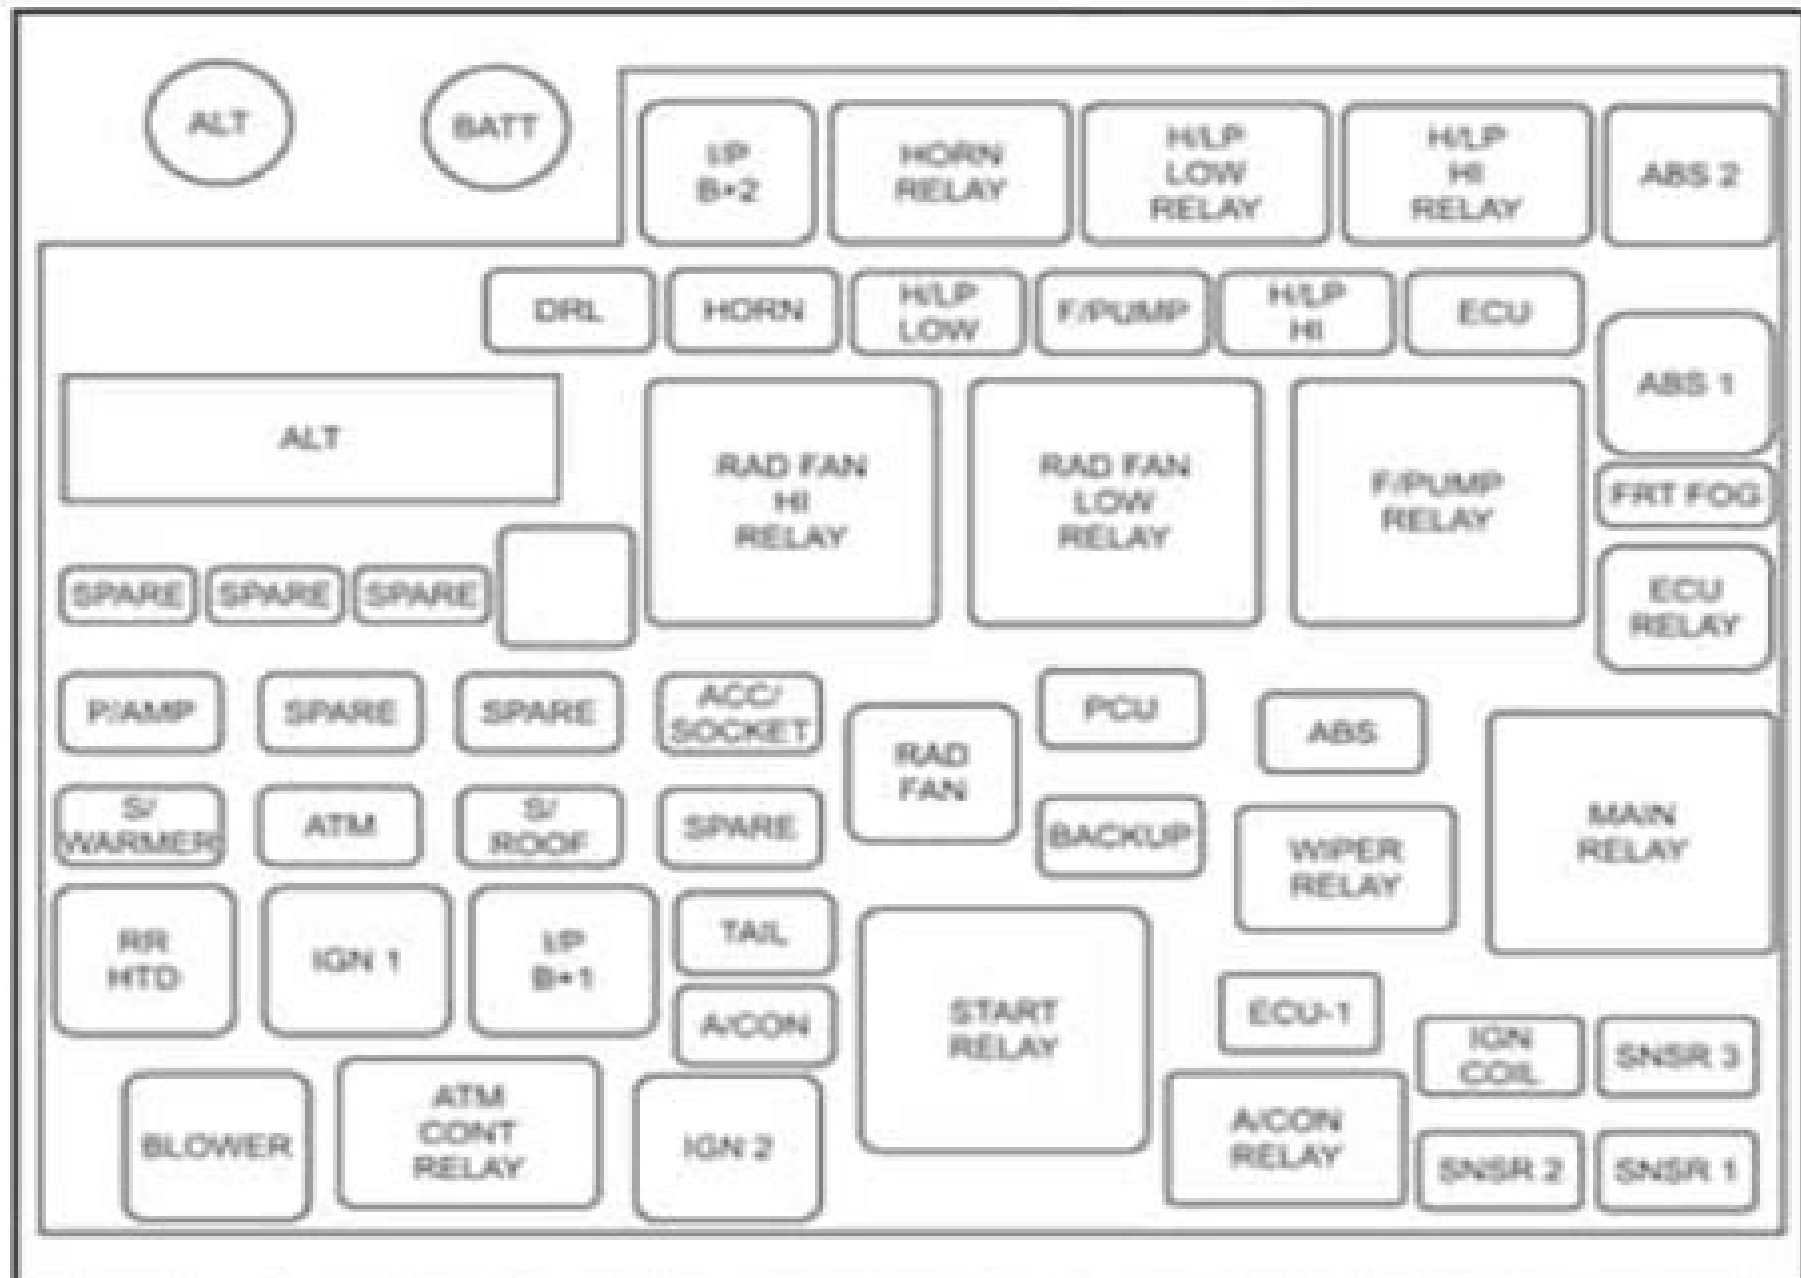 ALT
BATT
I/P
B+2
HORN
RELAY
H/LP
LOW
RELAY
H/LP
HI
RELAY
ABS 2
DRL
HORN
H/LP
LOW
F/PUMP
H/LP
HI
ECU
ABS 1
ALT
RAD FAN
HI
RELAY
RAD FAN
LOW
RELAY
F/PUMP
RELAY
FRT FOG
SPARE
SPARE
SPARE
ECU
RELAY
P/AMP
SPARE
SPARE
ACC/
SOCKET
RAD
FAN
PCU
ABS
MAIN
RELAY
S/
WARMER
ATM
S/
ROOF
SPARE
BACKUP
WIPER
RELAY
RR
HTD
IGN 1
I/P
B+1
TAIL
A/CON
START
RELAY
ECU-1
IGN
COIL
SNSR 3
BLOWER
ATM
CONT
RELAY
IGN 2
A/CON
RELAY
SNSR 2
SNSR 1